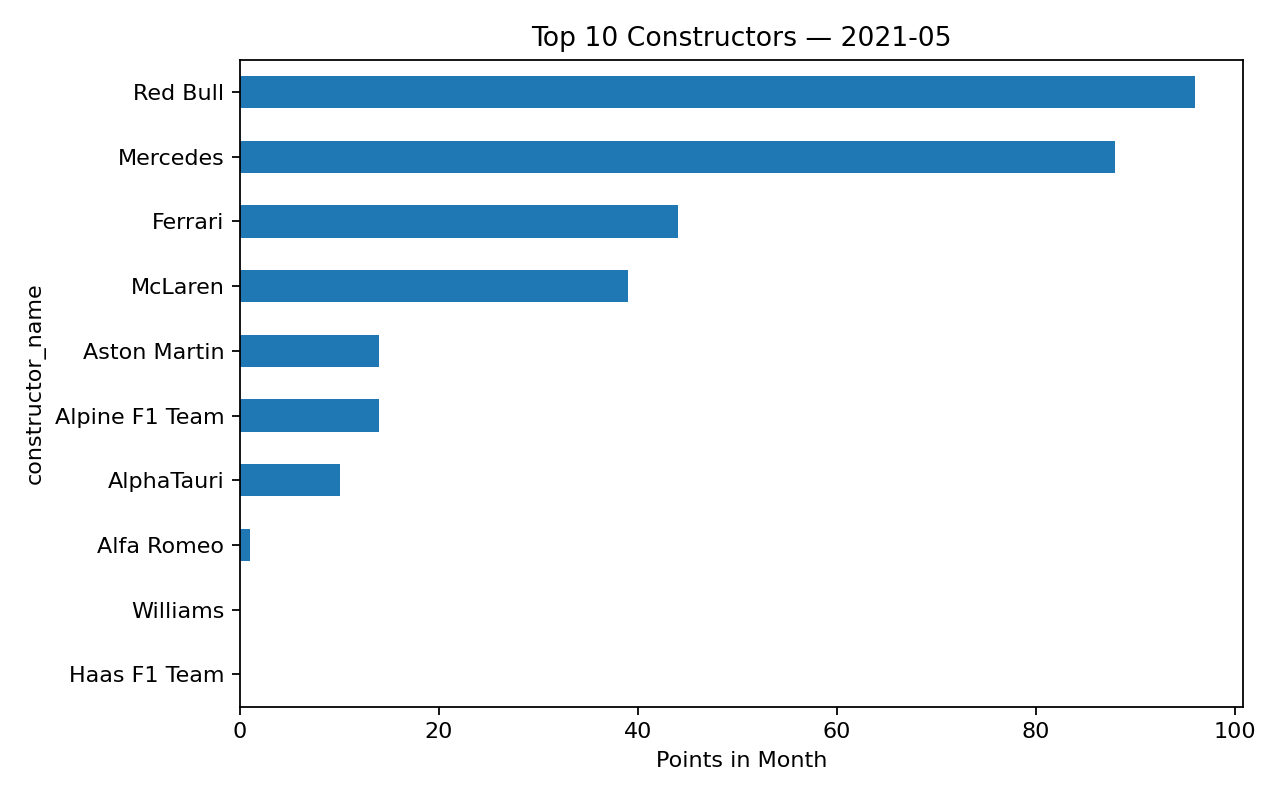 Top 10 Constructors — 2021-05
constructor_name
Red Bull
Mercedes
Ferrari
McLaren
Aston Martin
Alpine F1 Team
AlphaTauri
Alfa Romeo
Williams
Haas F1 Team
0 20 40 60 80 100
Points in Month